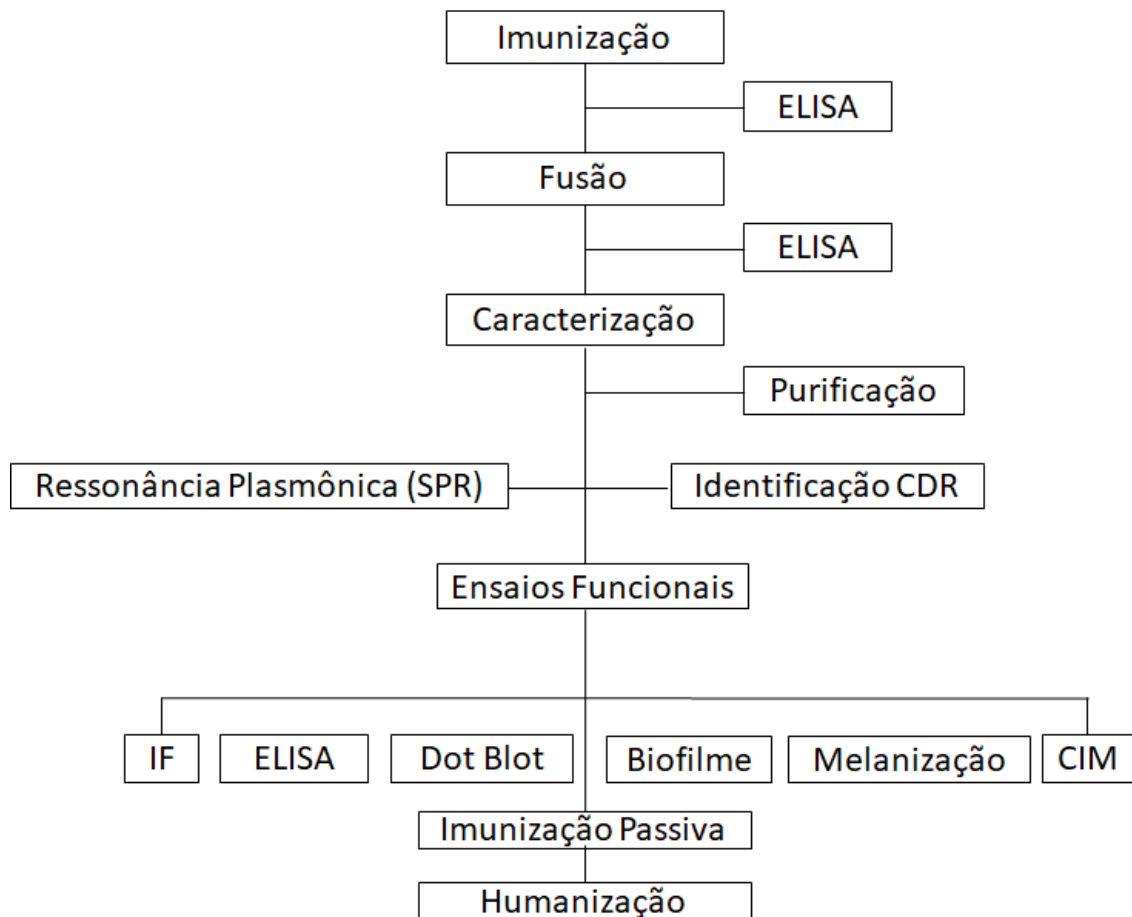 Imunização
ELISA
Fusão
ELISA
Caracterização
Purificação
Ressonância Plasmônica (SPR)
Identificação CDR
Ensaios Funcionais
IF
ELISA
Dot Blot
Biofilme
Melanização
CIM
Imunização Passiva
Humanização